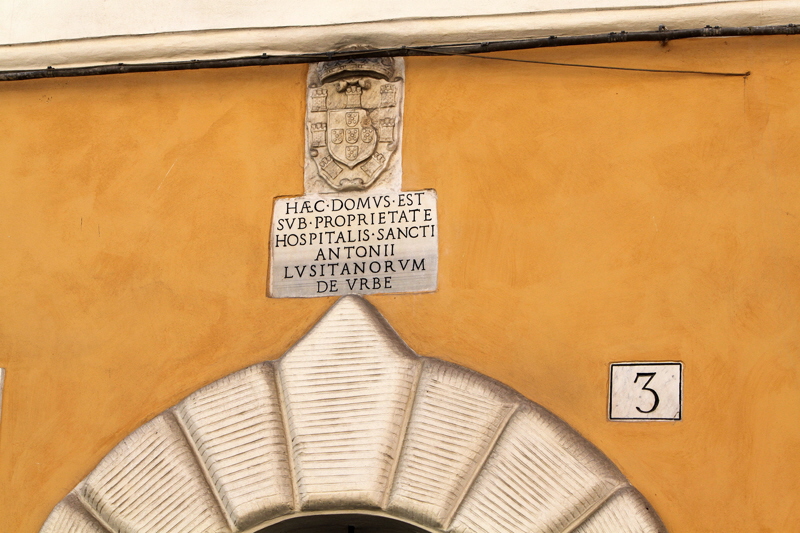 HÆC·DOMVS·EST
SVB·PROPRIETATE
HOSPITALIS·SANCTI
ANTONII
LVSITANORVM
DE VRBE
3